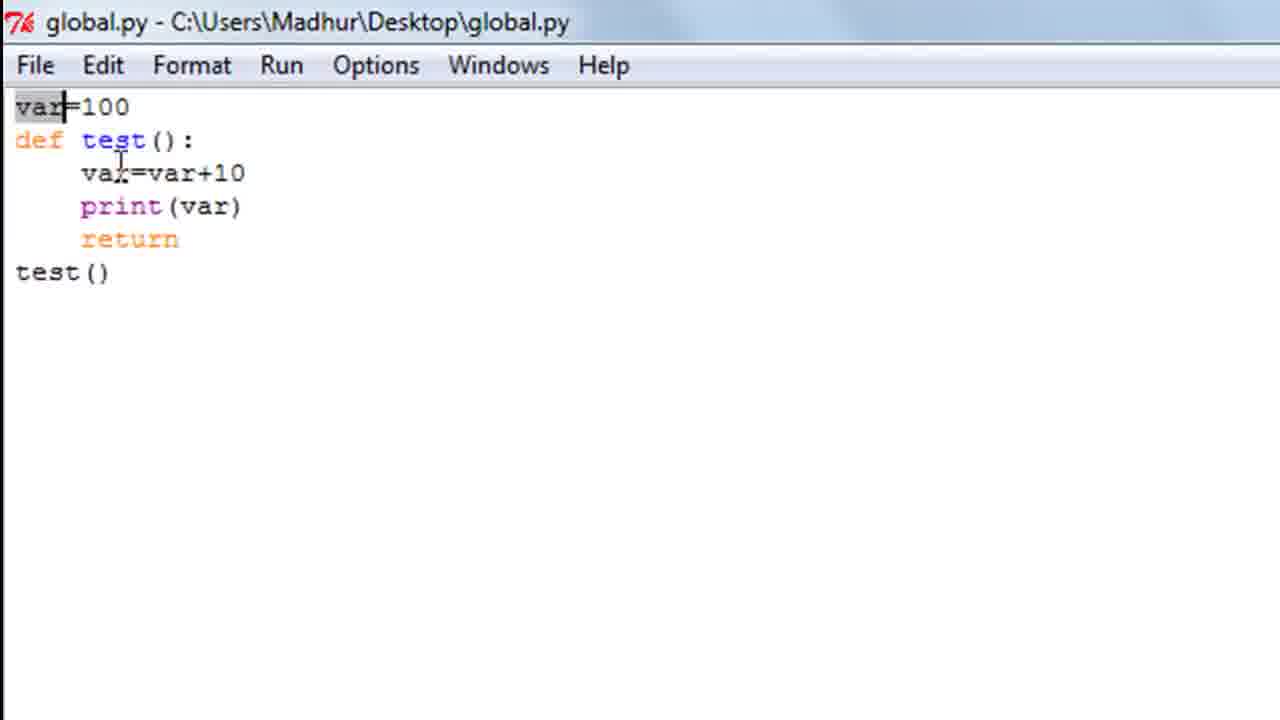 global.py - C:\Users\Madhur\Desktop\global.py
File Edit Format Run Options Windows Help
var=100
def test():
    var=var+10
    print(var)
    return
test()